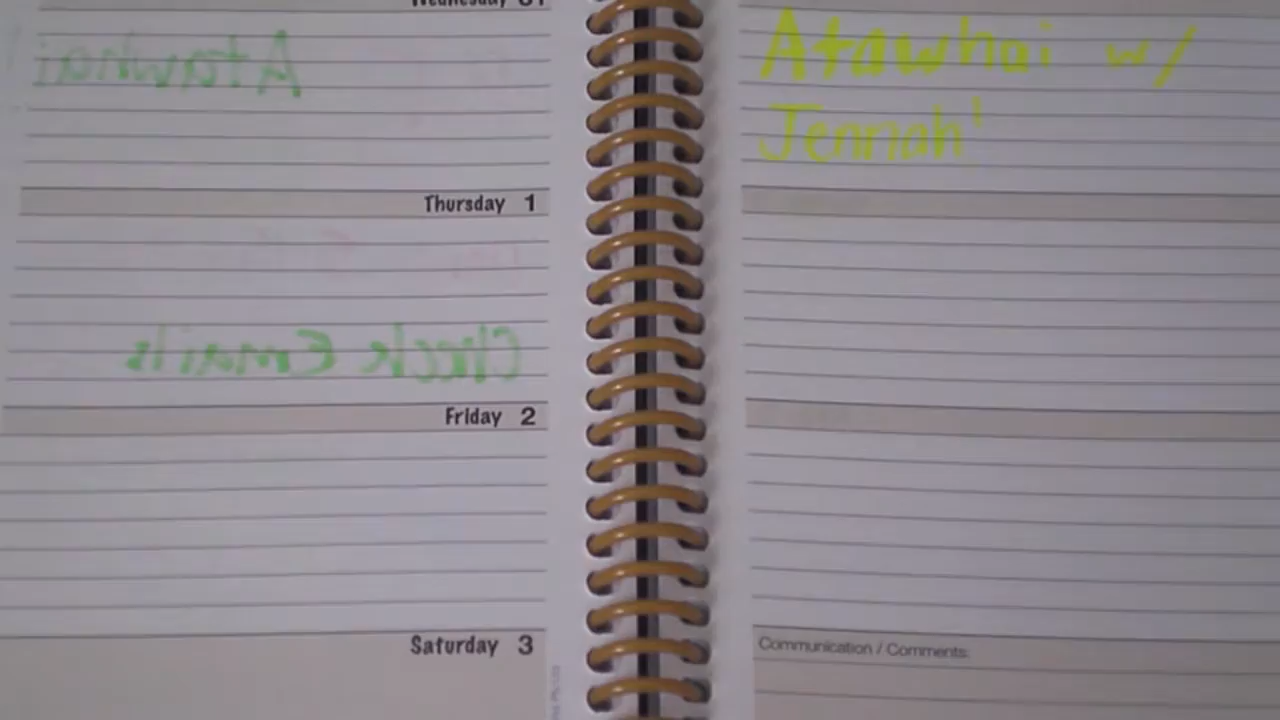 Wednesday 31
Atawhai
Thursday 1
Check Emails
Friday 2
Saturday 3
Atawhai w/
Jennah'
Communication / Comments: